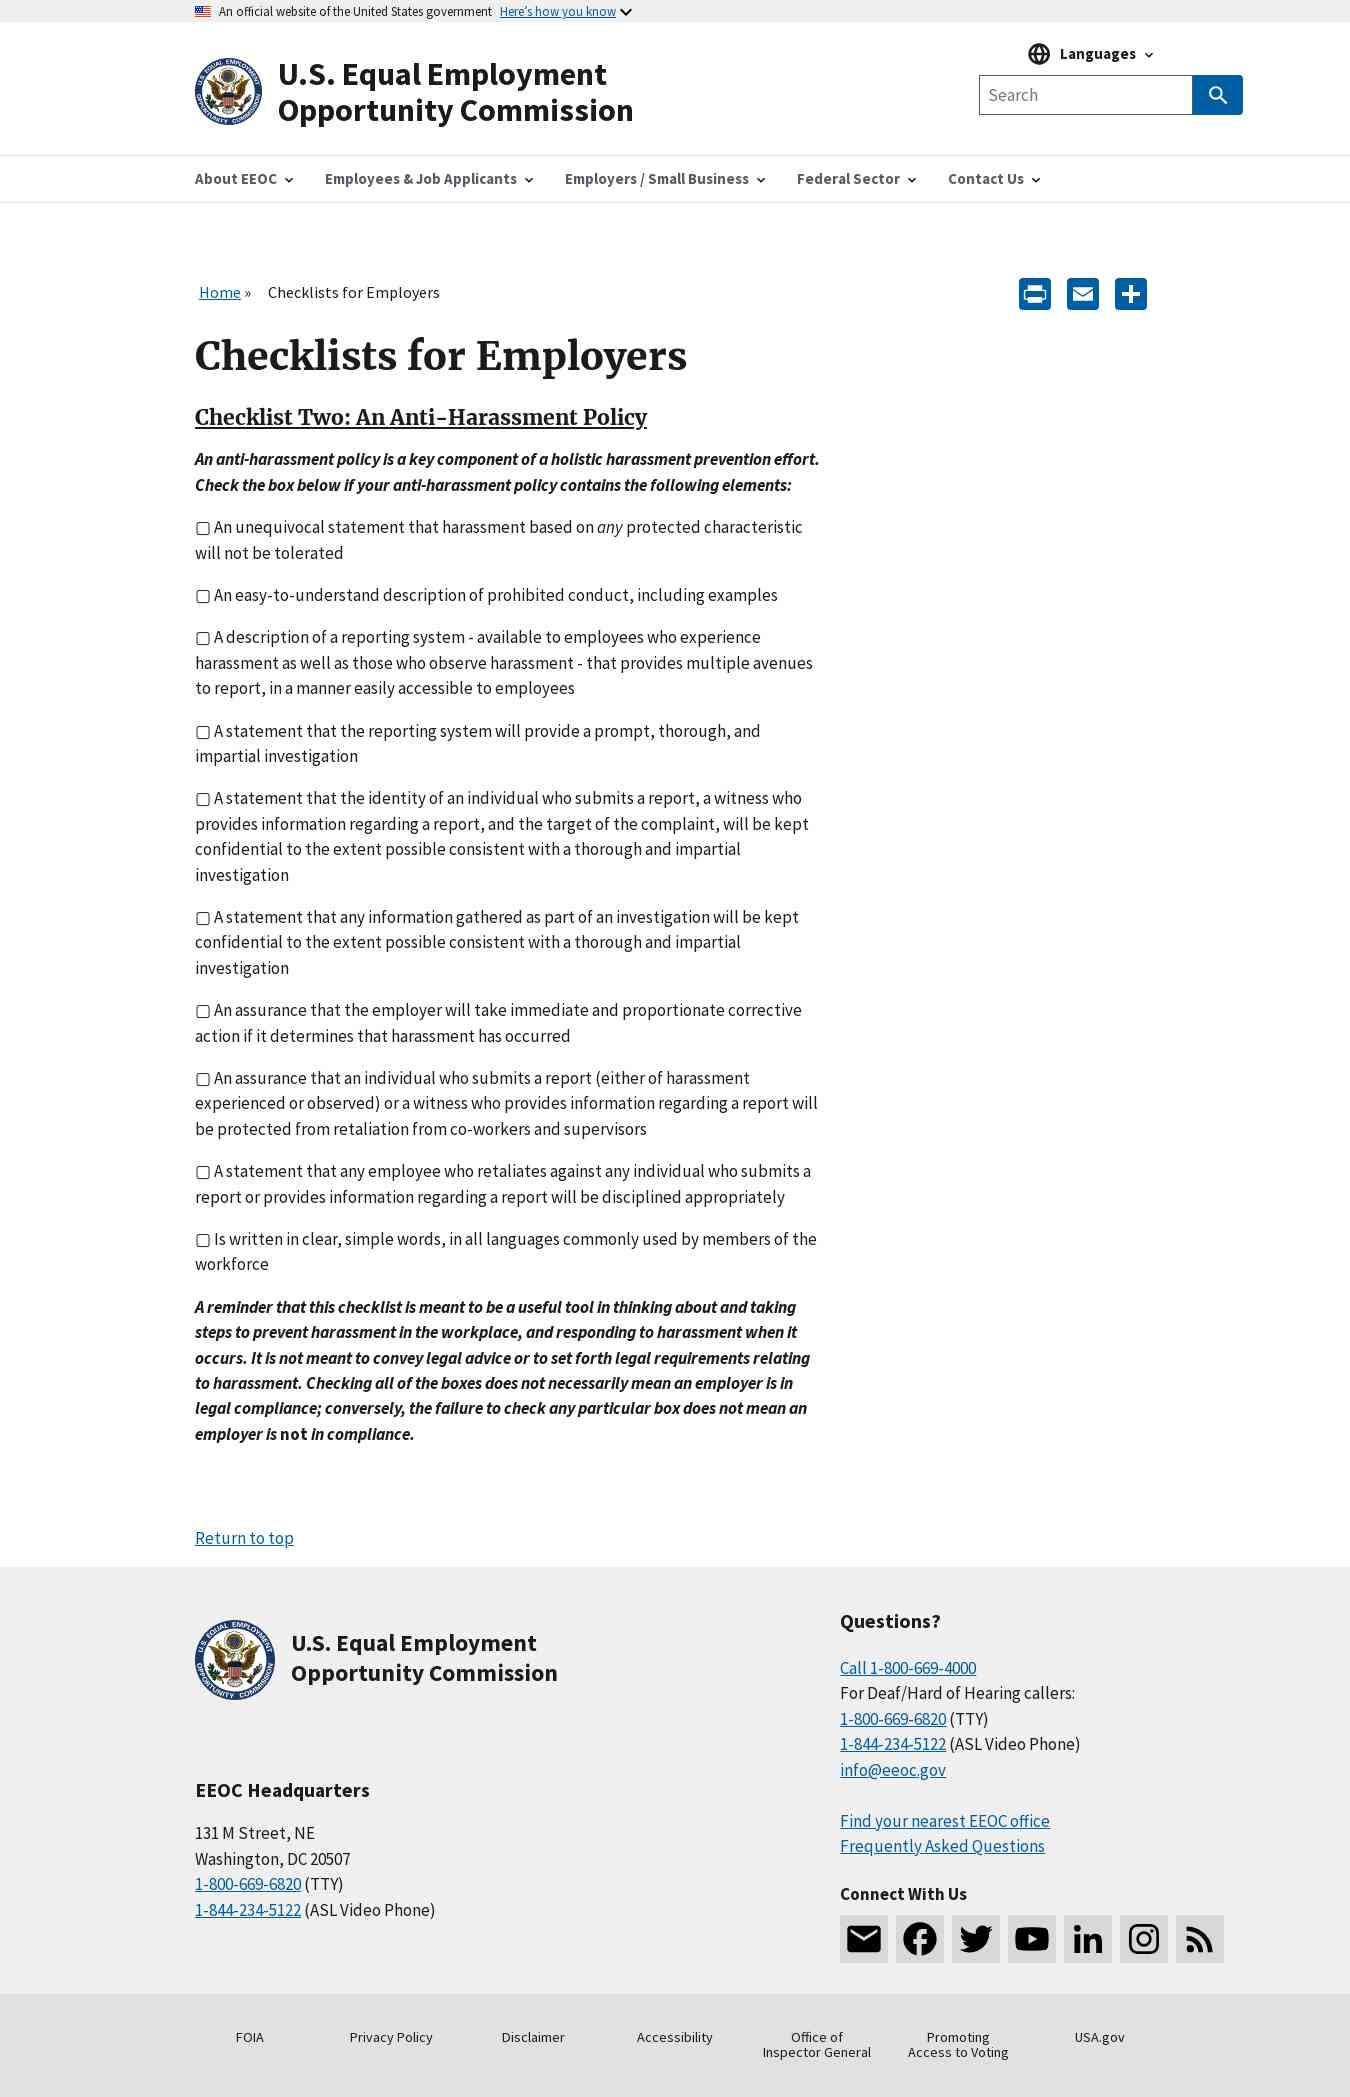 An official website of the United States government Here's how you know
U.S. Equal Employment
Opportunity Commission
Languages
Search
About EEOC
Employees & Job Applicants
Employers / Small Business
Federal Sector
Contact Us
Home » Checklists for Employers
Checklists for Employers
Checklist Two: An Anti-Harassment Policy
An anti-harassment policy is a key component of a holistic harassment prevention effort.
Check the box below if your anti-harassment policy contains the following elements:
▢ An unequivocal statement that harassment based on any protected characteristic
will not be tolerated
▢ An easy-to-understand description of prohibited conduct, including examples
▢ A description of a reporting system - available to employees who experience
harassment as well as those who observe harassment - that provides multiple avenues
to report, in a manner easily accessible to employees
▢ A statement that the reporting system will provide a prompt, thorough, and
impartial investigation
▢ A statement that the identity of an individual who submits a report, a witness who
provides information regarding a report, and the target of the complaint, will be kept
confidential to the extent possible consistent with a thorough and impartial
investigation
▢ A statement that any information gathered as part of an investigation will be kept
confidential to the extent possible consistent with a thorough and impartial
investigation
▢ An assurance that the employer will take immediate and proportionate corrective
action if it determines that harassment has occurred
▢ An assurance that an individual who submits a report (either of harassment
experienced or observed) or a witness who provides information regarding a report will
be protected from retaliation from co-workers and supervisors
▢ A statement that any employee who retaliates against any individual who submits a
report or provides information regarding a report will be disciplined appropriately
▢ Is written in clear, simple words, in all languages commonly used by members of the
workforce
A reminder that this checklist is meant to be a useful tool in thinking about and taking
steps to prevent harassment in the workplace, and responding to harassment when it
occurs. It is not meant to convey legal advice or to set forth legal requirements relating
to harassment. Checking all of the boxes does not necessarily mean an employer is in
legal compliance; conversely, the failure to check any particular box does not mean an
employer is not in compliance.
Return to top
U.S. EQUAL EMPLOYMENT OPPORTUNITY COMMISSION
U.S. Equal Employment
Opportunity Commission
EEOC Headquarters
131 M Street, NE
Washington, DC 20507
1-800-669-6820 (TTY)
1-844-234-5122 (ASL Video Phone)
Questions?
Call 1-800-669-4000
For Deaf/Hard of Hearing callers:
1-800-669-6820 (TTY)
1-844-234-5122 (ASL Video Phone)
info@eeoc.gov
Find your nearest EEOC office
Frequently Asked Questions
Connect With Us
FOIA
Privacy Policy
Disclaimer
Accessibility
Office of
Inspector General
Promoting
Access to Voting
USA.gov